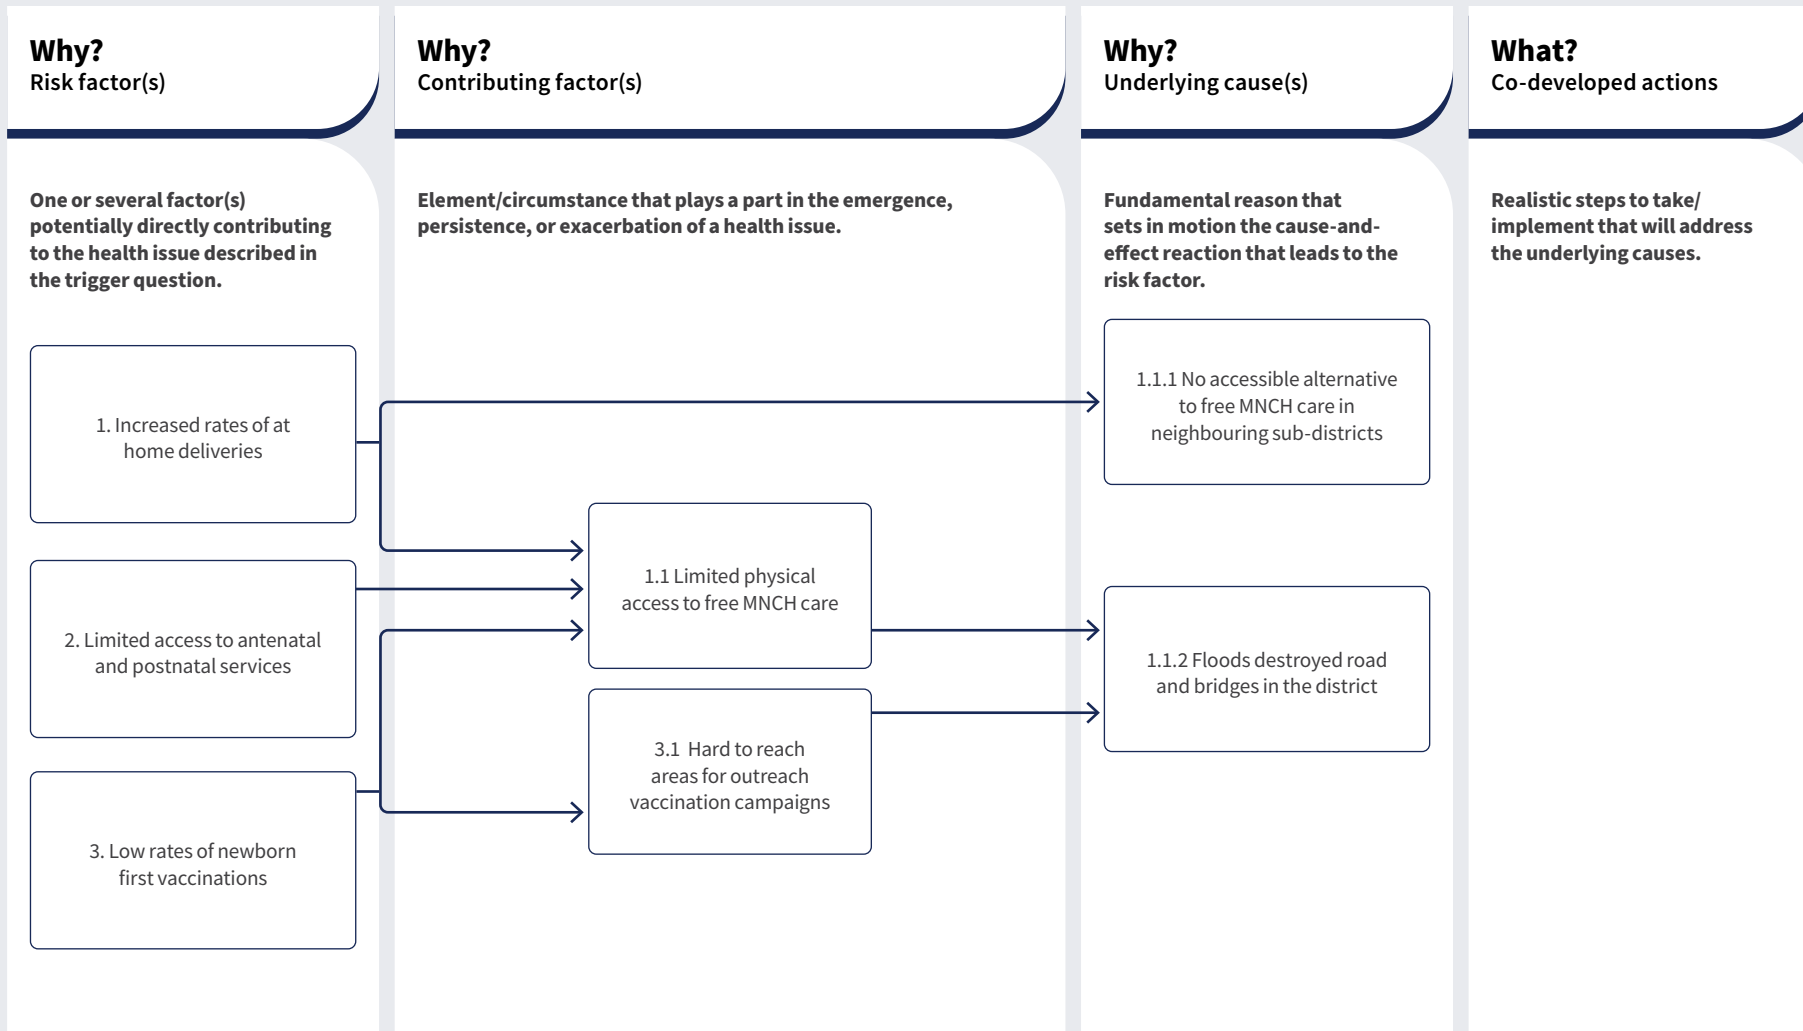 Why?
Risk factor(s)
One or several factor(s)
potentially directly contributing
to the health issue described in
the trigger question.
1. Increased rates of at
home deliveries
2. Limited access to antenatal
and postnatal services
3. Low rates of newborn
first vaccinations
Why?
Contributing factor(s)
Element/circumstance that plays a part in the emergence,
persistence, or exacerbation of a health issue.
1.1 Limited physical
access to free MNCH care
3.1 Hard to reach
areas for outreach
vaccination campaigns
Why?
Underlying cause(s)
Fundamental reason that
sets in motion the cause-and-
effect reaction that leads to the
risk factor.
1.1.1 No accessible alternative
to free MNCH care in
neighbouring sub-districts
1.1.2 Floods destroyed road
and bridges in the district
What?
Co-developed actions
Realistic steps to take/
implement that will address
the underlying causes.